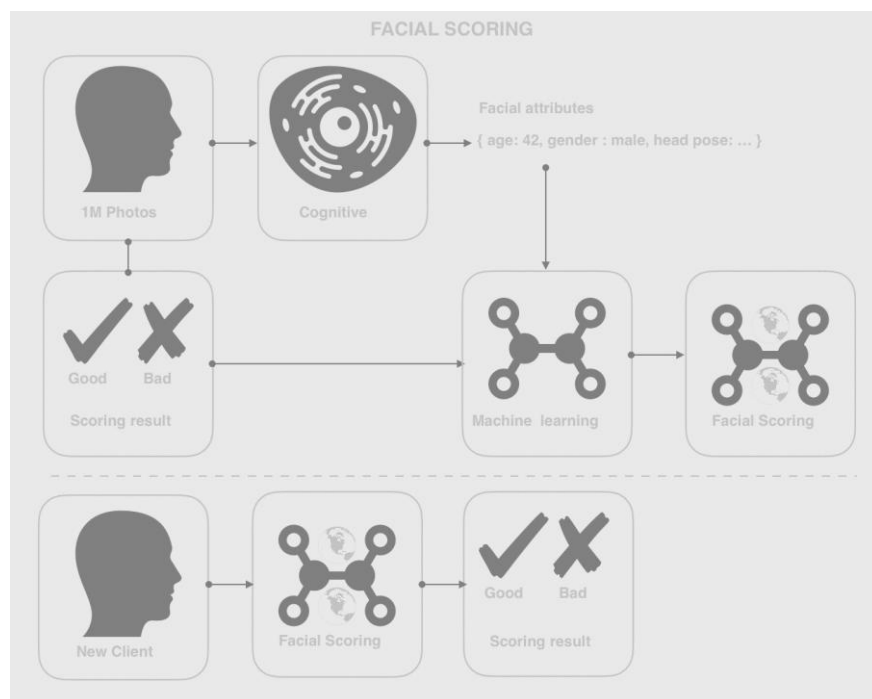 FACIAL SCORING
1M Photos
Cognitive
Facial attributes
{ age: 42, gender : male, head pose: ... }
Good
Bad
Scoring result
Machine learning
Facial Scoring
New Client
Facial Scoring
Good
Bad
Scoring result